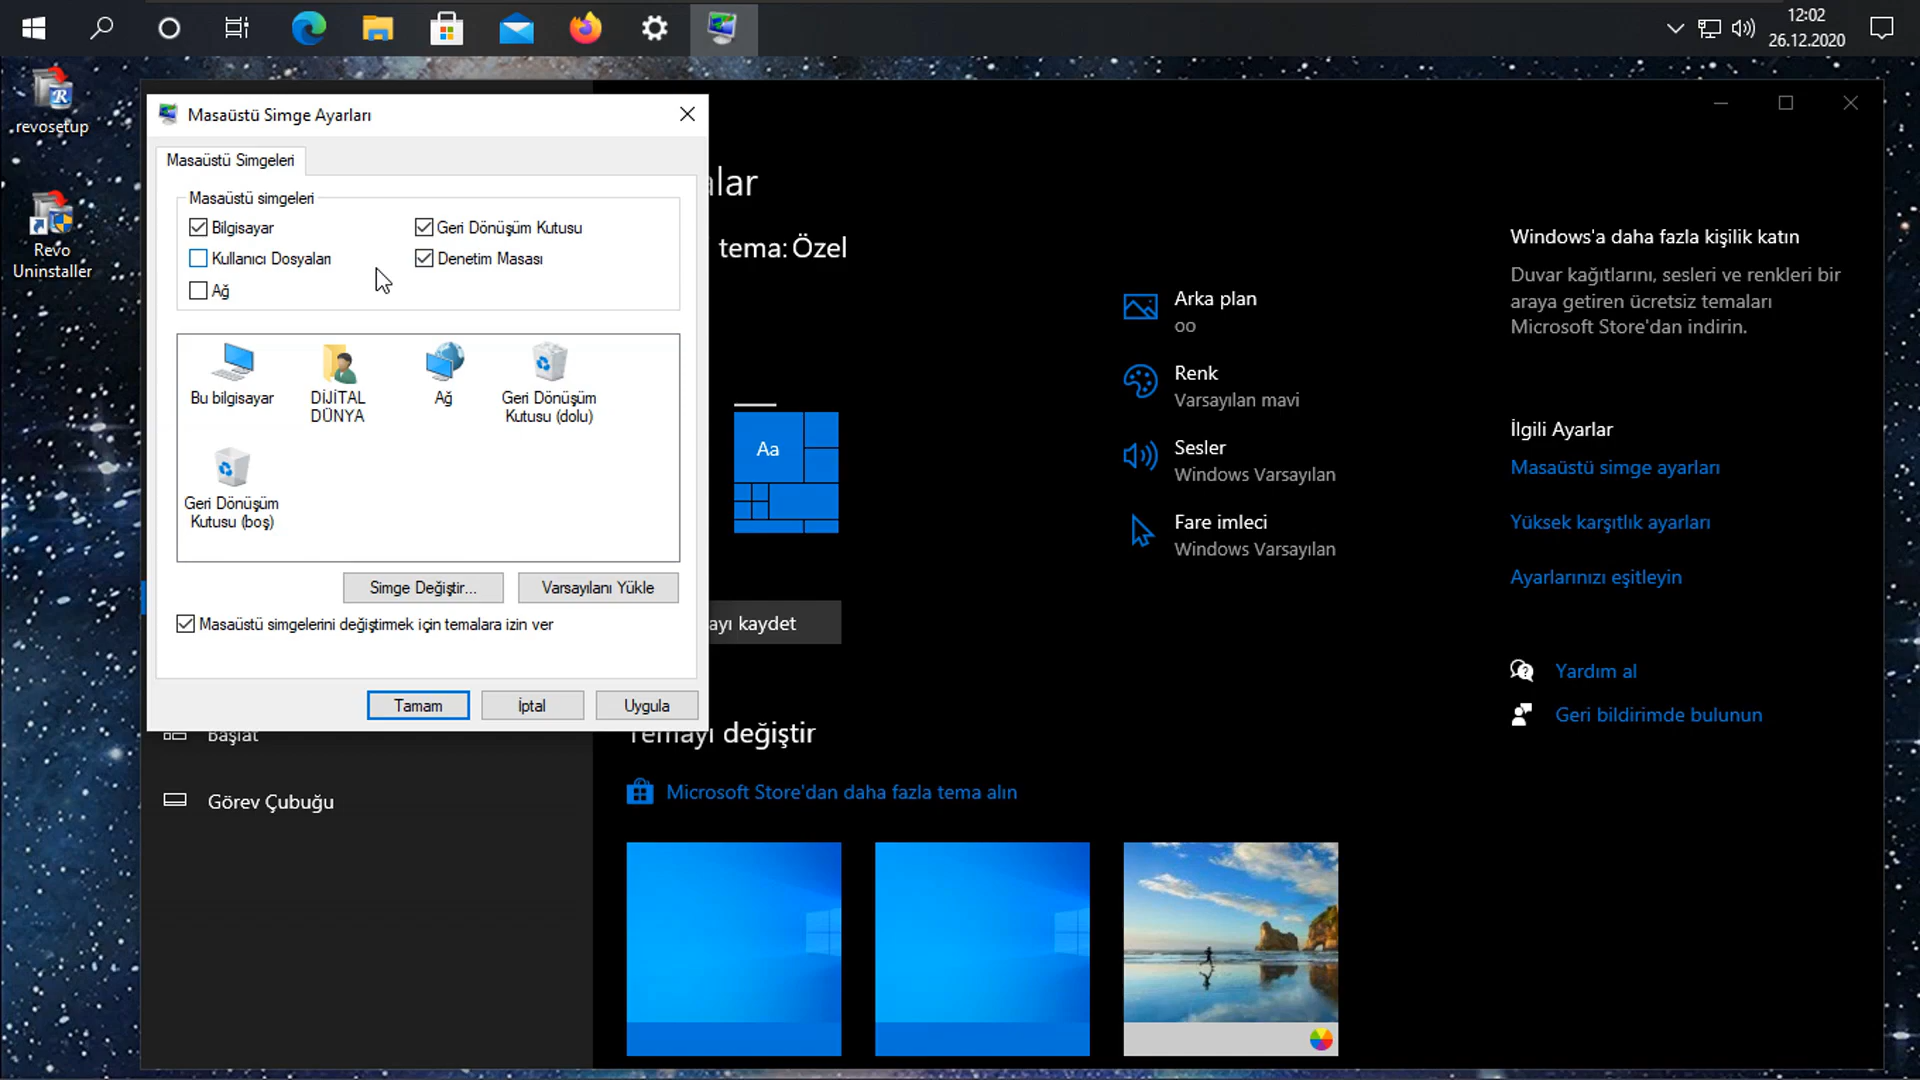 12:02
26.12.2020
revosetup
Revo
Uninstaller
Masaüstü Simge Ayarları
Masaüstü Simgeleri
Masaüstü simgeleri
Bilgisayar
Geri Dönüşüm Kutusu
Kullanıcı Dosyaları
Denetim Masası
Ağ
Bu bilgisayar
DİJİTAL
DÜNYA
Ağ
Geri Dönüşüm
Kutusu (dolu)
Geri Dönüşüm
Kutusu (boş)
Simge Değiştir...
Varsayılanı Yükle
Masaüstü simgelerini değiştirmek için temalara izin ver
Tamam
İptal
Uygula
Başlat
Görev Çubuğu
alar
tema: Özel
Aa
ayı kaydet
Arka plan
oo
Renk
Varsayılan mavi
Sesler
Windows Varsayılan
Fare imleci
Windows Varsayılan
Temayı değiştir
Microsoft Store'dan daha fazla tema alın
Windows'a daha fazla kişilik katın
Duvar kağıtlarını, sesleri ve renkleri bir
araya getiren ücretsiz temaları
Microsoft Store'dan indirin.
İlgili Ayarlar
Masaüstü simge ayarları
Yüksek karşıtlık ayarları
Ayarlarınızı eşitleyin
Yardım al
Geri bildirimde bulunun